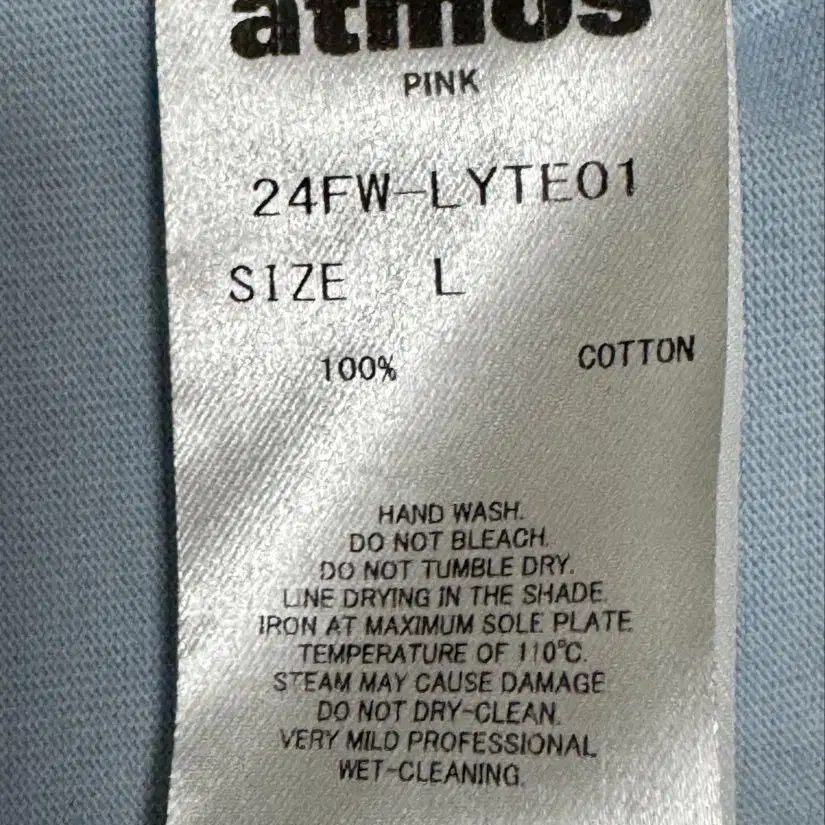 atmos
PINK
24FW-LYTE01
SIZE L
100% COTTON
HAND WASH.
DO NOT BLEACH.
DO NOT TUMBLE DRY.
LINE DRYING IN THE SHADE.
IRON AT MAXIMUM SOLE PLATE
TEMPERATURE OF 110°C.
STEAM MAY CAUSE DAMAGE
DO NOT DRY-CLEAN.
VERY MILD PROFESSIONAL
WET-CLEANING.